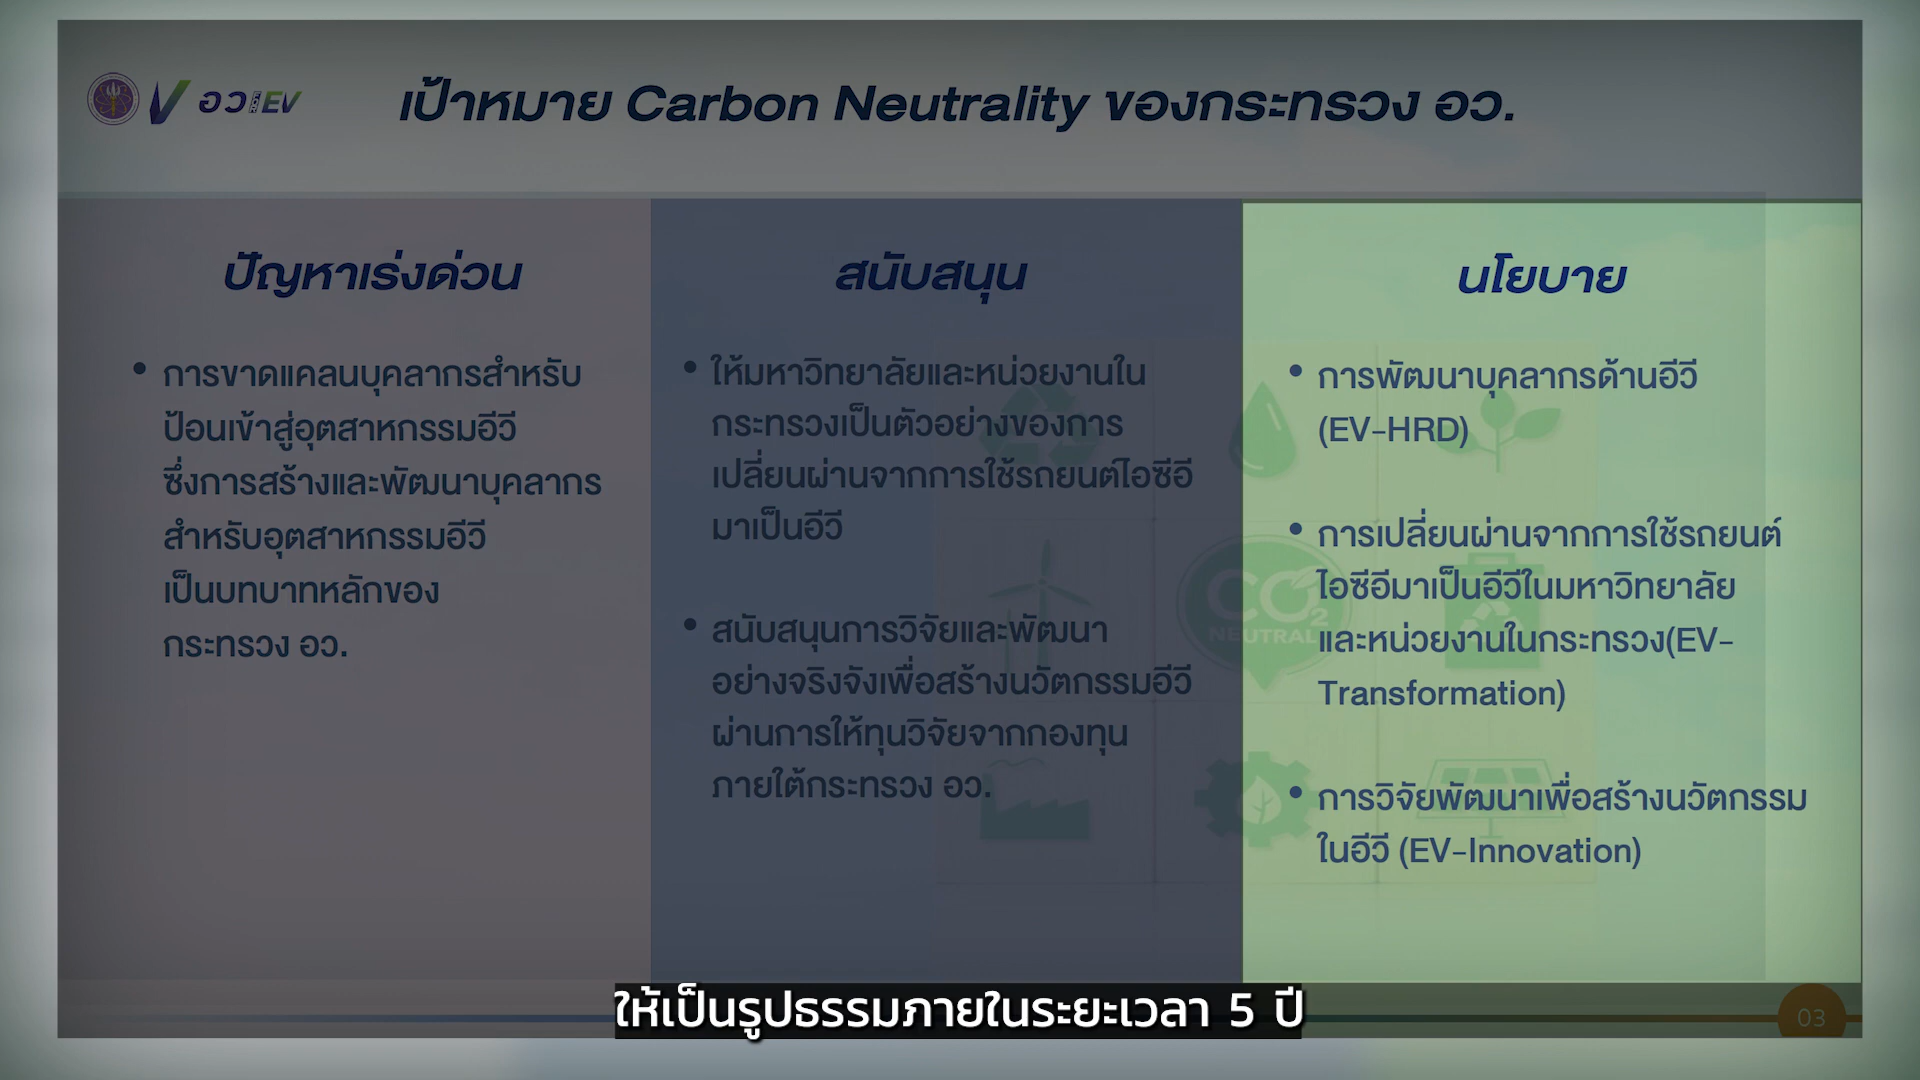 อว FOR EV
เป้าหมาย Carbon Neutrality ของกระทรวง อว.
ปัญหาเร่งด่วน
• การขาดแคลนบุคลากรสำหรับ
ป้อนเข้าสู่อุตสาหกรรมอีวี
ซึ่งการสร้างและพัฒนาบุคลากร
สำหรับอุตสาหกรรมอีวี
เป็นบทบาทหลักของ
กระทรวง อว.
สนับสนุน
• ให้มหาวิทยาลัยและหน่วยงานใน
กระทรวงเป็นตัวอย่างของการ
เปลี่ยนผ่านจากการใช้รถยนต์ไอซีอี
มาเป็นอีวี
• สนับสนุนการวิจัยและพัฒนา
อย่างจริงจังเพื่อสร้างนวัตกรรมอีวี
ผ่านการให้ทุนวิจัยจากกองทุน
ภายใต้กระทรวง อว.
นโยบาย
• การพัฒนาบุคลากรด้านอีวี
(EV-HRD)
• การเปลี่ยนผ่านจากการใช้รถยนต์
ไอซีอีมาเป็นอีวีในมหาวิทยาลัย
และหน่วยงานในกระทรวง(EV-
Transformation)
• การวิจัยพัฒนาเพื่อสร้างนวัตกรรม
ในอีวี (EV-Innovation)
CO2
NEUTRAL
ให้เป็นรูปธรรมภายในระยะเวลา 5 ปี
03